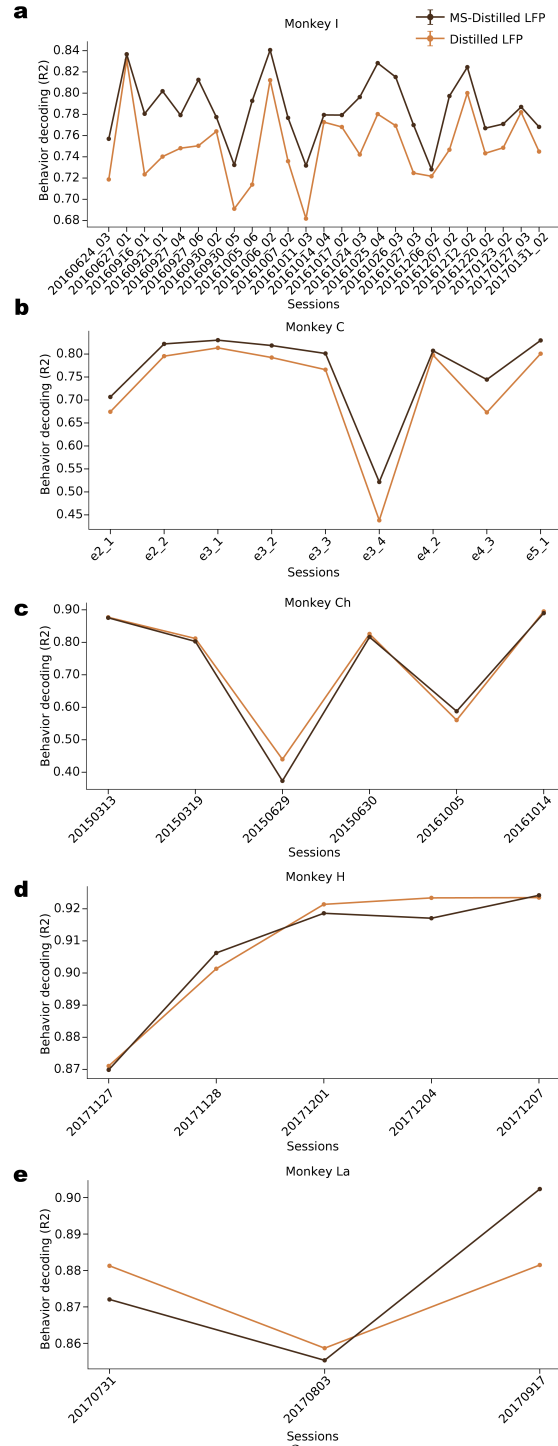 a
Monkey I
MS-Distilled LFP
Distilled LFP
Behavior decoding (R2)
0.84
0.82
0.80
0.78
0.76
0.74
0.72
0.70
0.68
20160624_03
20160627_01
20160916_01
20160921_01
20160927_04
20160927_06
20160930_02
20160930_05
20161005_06
20161006_02
20161007_02
20161011_03
20161014_04
20161017_02
20161024_03
20161025_04
20161026_03
20161027_03
20161206_02
20161207_02
20161212_02
20161220_02
20170123_02
20170127_03
20170131_02
Sessions
b
Monkey C
Behavior decoding (R2)
0.80
0.75
0.70
0.65
0.60
0.55
0.50
0.45
e2_1
e2_2
e3_1
e3_2
e3_3
e3_4
e4_2
e4_3
e5_1
Sessions
c
Monkey Ch
Behavior decoding (R2)
0.90
0.80
0.70
0.60
0.50
0.40
20150313
20150319
20150629
20150630
20161005
20161014
Sessions
d
Monkey H
Behavior decoding (R2)
0.92
0.91
0.90
0.89
0.88
0.87
20171127
20171128
20171201
20171204
20171207
Sessions
e
Monkey La
Behavior decoding (R2)
0.90
0.89
0.88
0.87
0.86
20170731
20170803
20170917
Sessions